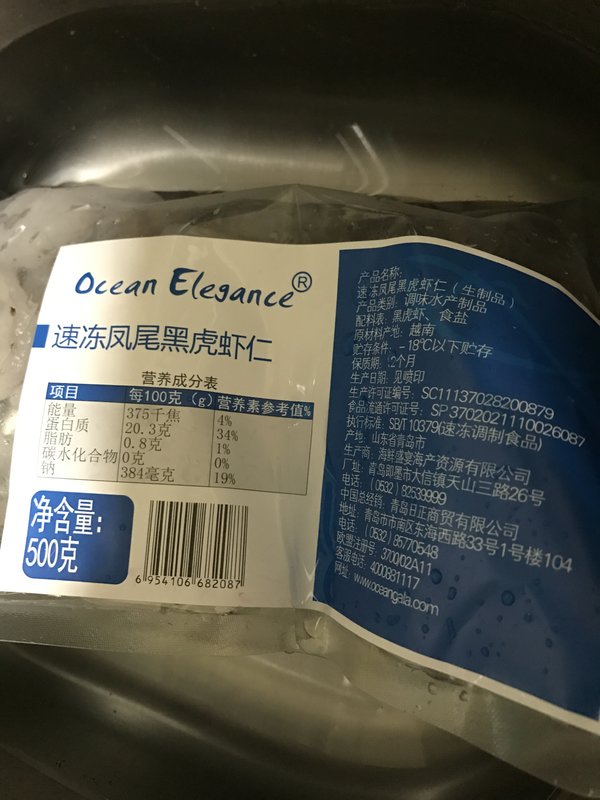 Ocean Elegance®
速冻凤尾黑虎虾仁
营养成分表
项目 每100克(g) 营养素参考值%
能量 375千焦 4%
蛋白质 20.3克 34%
脂肪 0.8克 1%
碳水化合物 0克 0%
钠 384毫克 19%
净含量:
500克
6 954106 682087
产品名称:
速冻凤尾黑虎虾仁(生制品)
产品类别: 调味水产制品
配料表: 黑虎虾、食盐
原材料产地: 越南
贮存条件: -18℃以下贮存
保质期: 2个月
生产日期: 见喷印
生产许可证编号: SC11137028200879
食品流通许可证号: SP3702021110026087
执行标准: SB/T 10379(速冻调制食品)
产地: 山东省青岛市
生产商: 海胜盛宴海产资源有限公司
厂址: 青岛即墨市大信镇天山三路26号
电话: (0532) 82539999
中国总经销: 青岛日正商贸有限公司
地址: 青岛市市南区东海西路33号1号楼104
电话: (0532) 8570548
欧盟注册号: 3700/02A11
客服电话: 4000881117
网址: www.oceangala.com